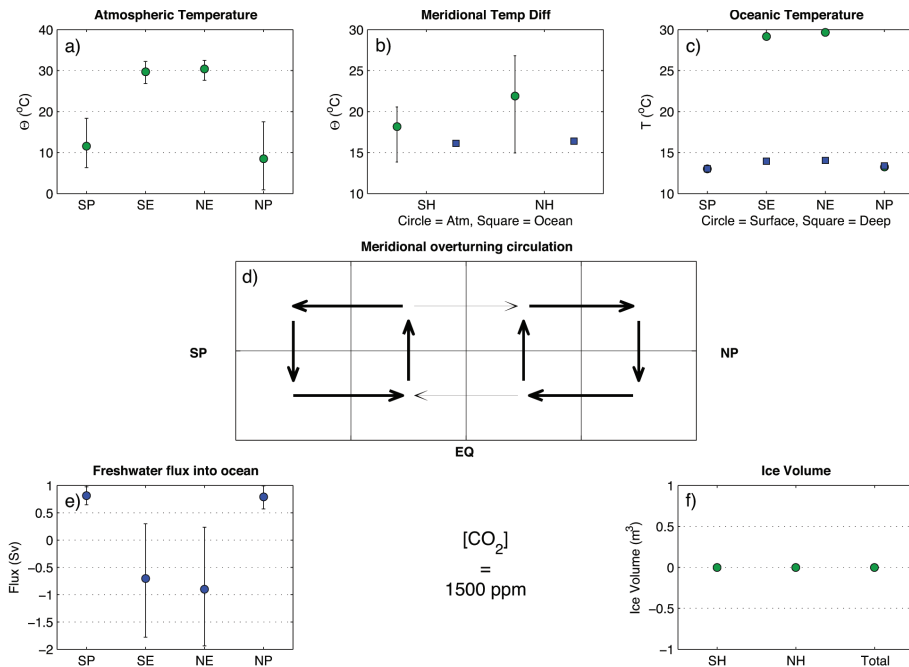 Atmospheric Temperature
a)
Θ (°C)
40
30
20
10
0
SP SE NE NP
Meridional Temp Diff
b)
Θ (°C)
30
25
20
15
10
SH NH
Circle = Atm, Square = Ocean
Oceanic Temperature
c)
T (°C)
30
25
20
15
10
SP SE NE NP
Circle = Surface, Square = Deep
Meridional overturning circulation
d)
SP
NP
EQ
Freshwater flux into ocean
e)
Flux (Sv)
1
0.5
0
−0.5
−1
−1.5
−2
SP SE NE NP
[CO₂]
=
1500 ppm
Ice Volume
f)
Ice Volume (m³)
1
0.5
0
−0.5
−1
SH NH Total